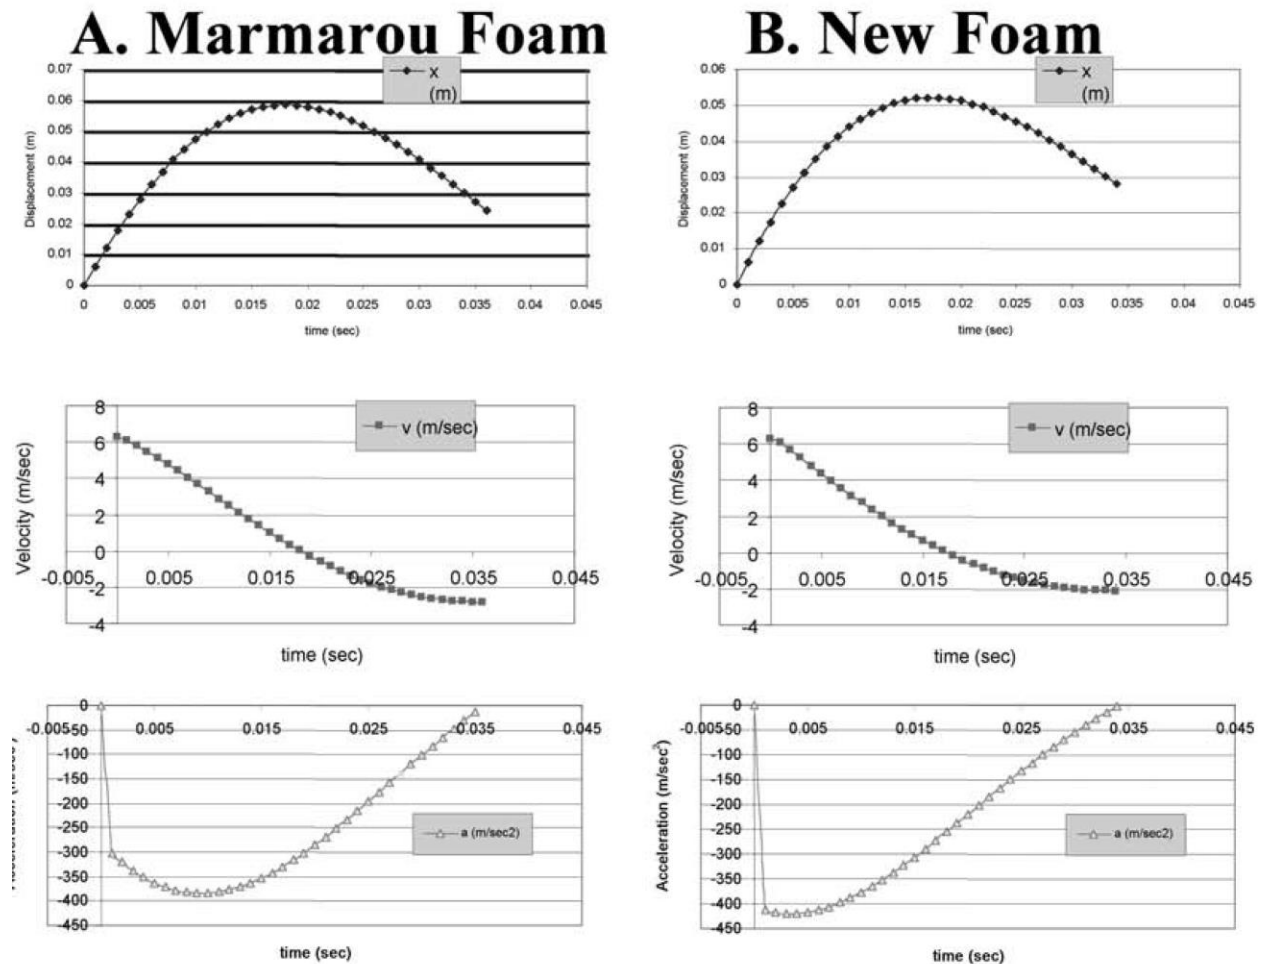 A. Marmarou Foam
0.07
0.06
0.05
0.04
0.03
0.02
0.01
0
Displacement (m)
x
(m)
0 0.005 0.01 0.015 0.02 0.025 0.03 0.035 0.04 0.045
time (sec)
B. New Foam
0.06
0.05
0.04
0.03
0.02
0.01
0
Displacement (m)
x
(m)
0 0.005 0.01 0.015 0.02 0.025 0.03 0.035 0.04 0.045
time (sec)
8
6
4
2
0
-2
-4
Velocity (m/sec)
v (m/sec)
-0.005 0.005 0.015 0.025 0.035 0.045
time (sec)
8
6
4
2
0
-2
-4
Velocity (m/sec)
v (m/sec)
-0.005 0.005 0.015 0.025 0.035 0.045
time (sec)
0
-50
-100
-150
-200
-250
-300
-350
-400
-450
a (m/sec2)
-0.005 0.005 0.015 0.025 0.035 0.045
time (sec)
0
-50
-100
-150
-200
-250
-300
-350
-400
-450
Acceleration (m/sec²)
a (m/sec2)
-0.005 0.005 0.015 0.025 0.035 0.045
time (sec)